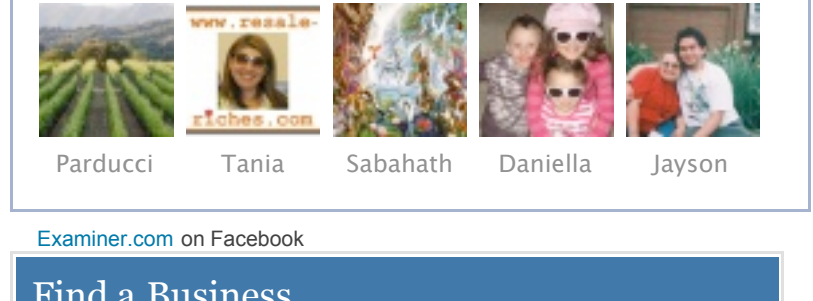 www.resale-
riches.com
Parducci Tania Sabahath Daniella Jayson
Examiner.com on Facebook
Find a Business